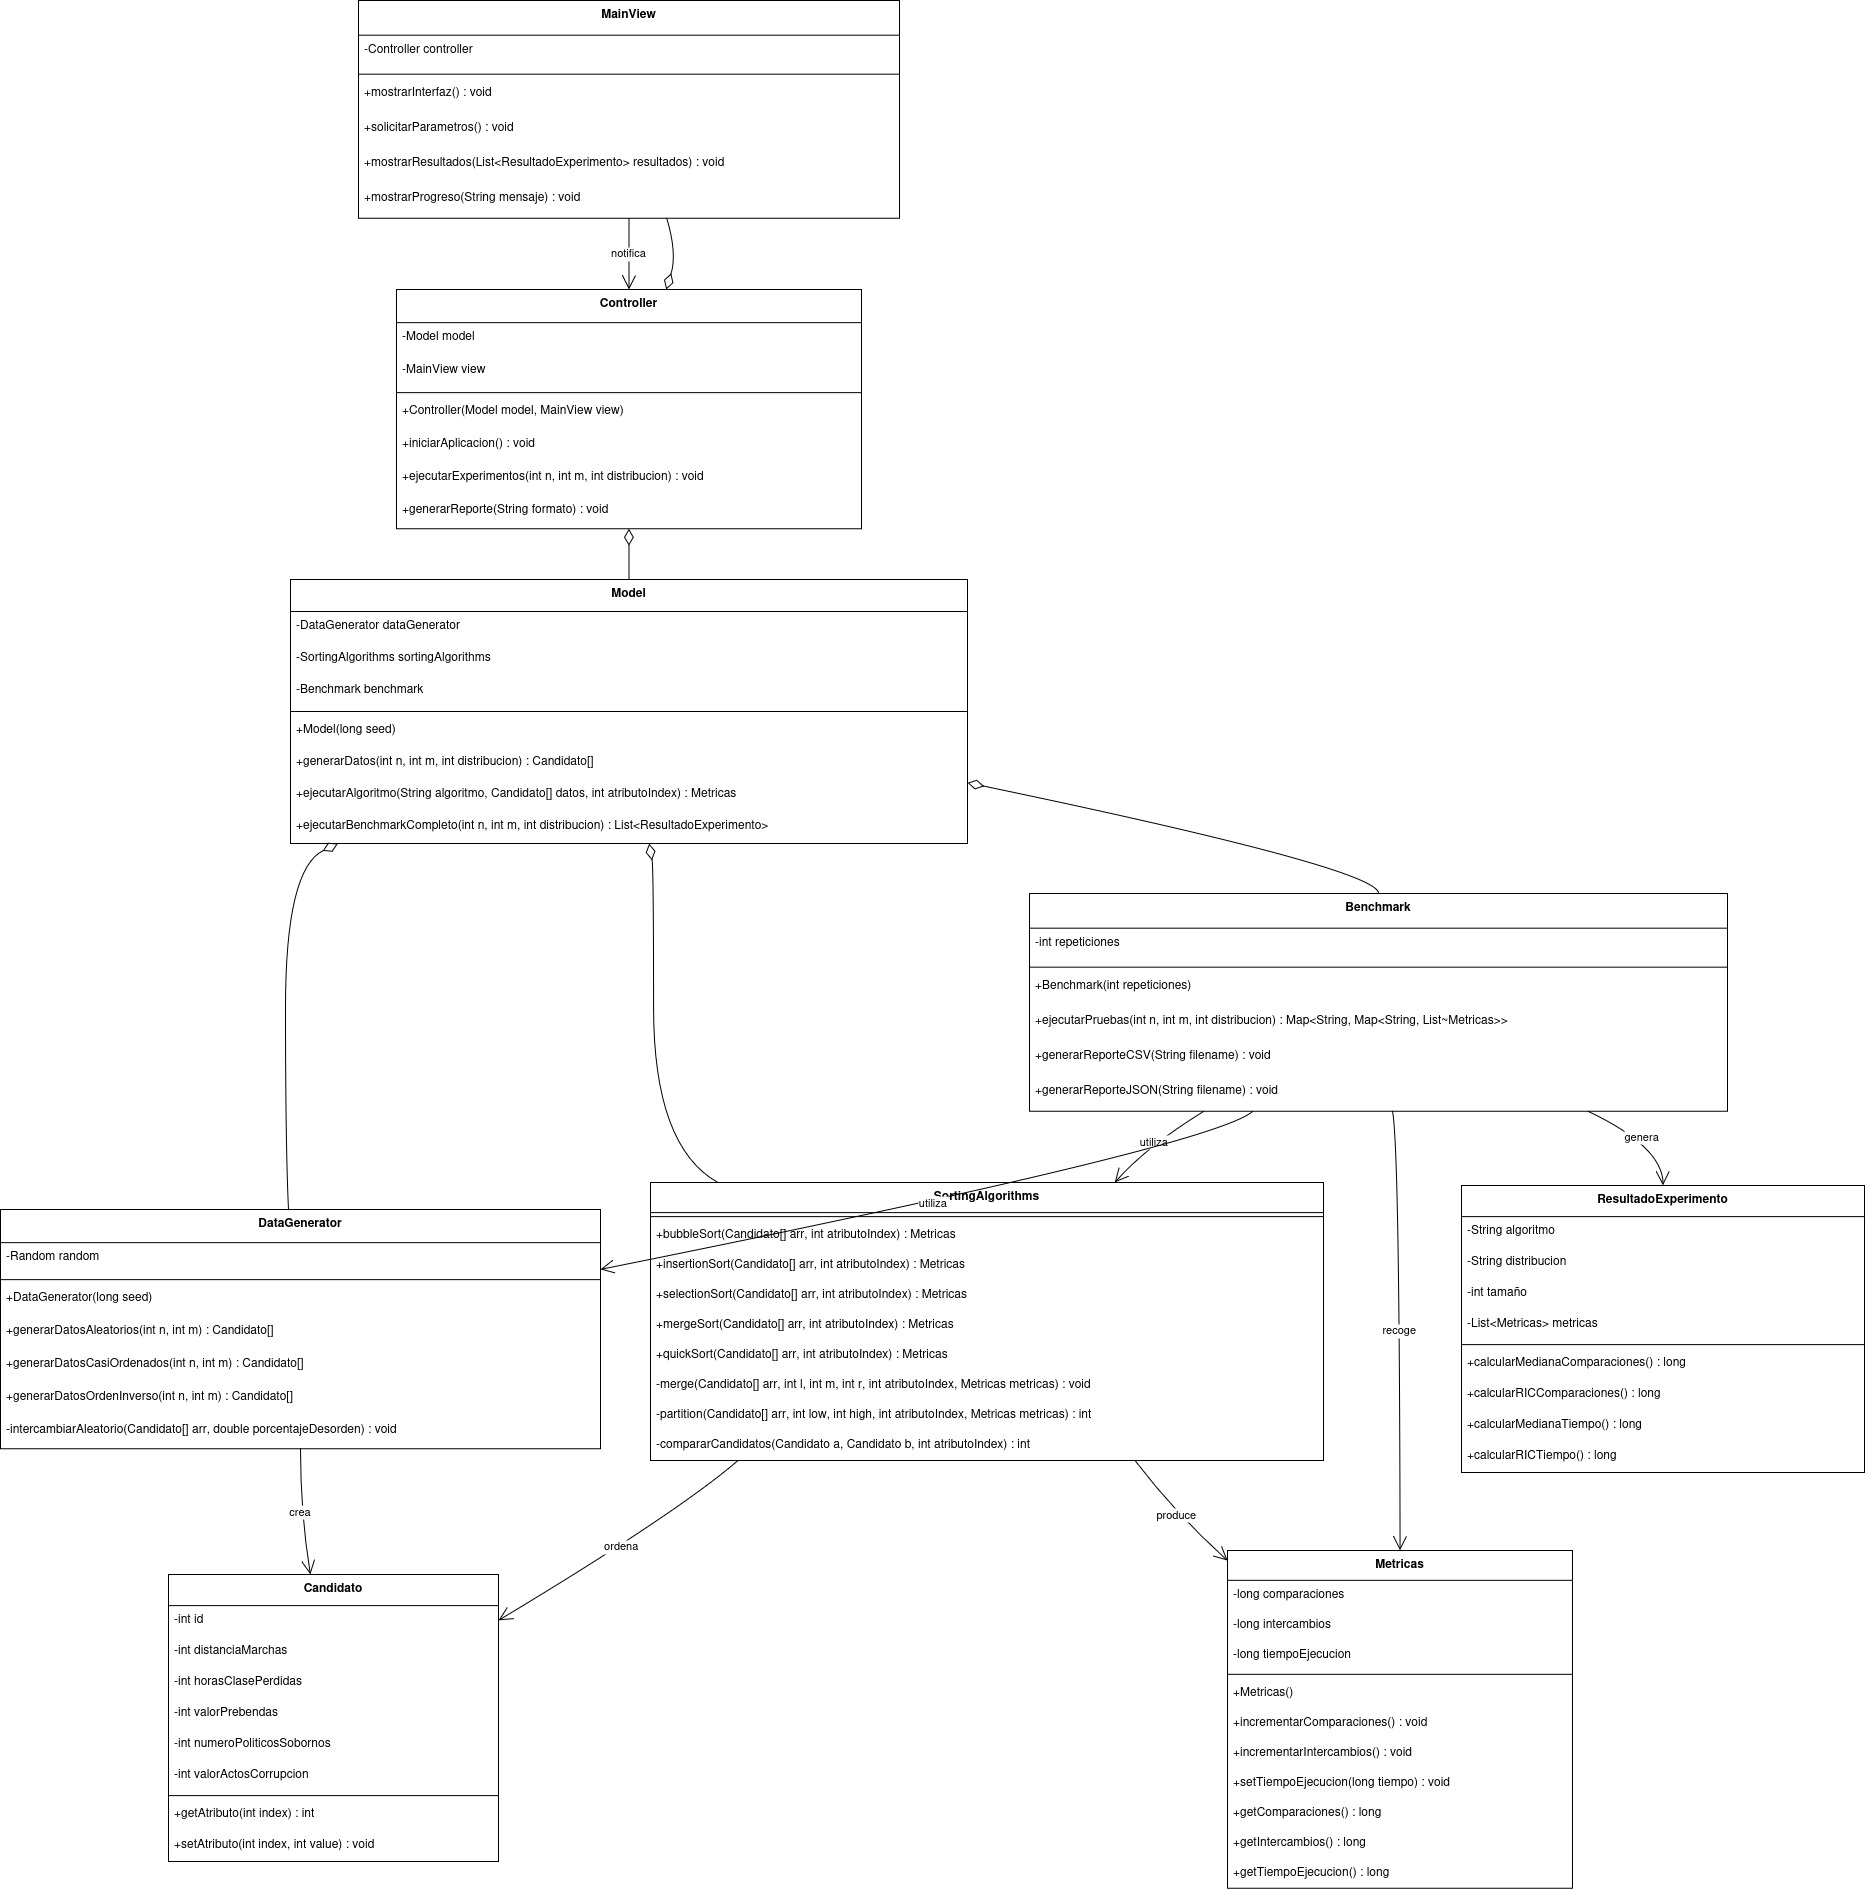 MainView
-Controller controller
+mostrarInterfaz() : void
+solicitarParametros() : void
+mostrarResultados(List<ResultadoExperimento> resultados) : void
+mostrarProgreso(String mensaje) : void
notifica
Controller
-Model model
-MainView view
+Controller(Model model, MainView view)
+iniciarAplicacion() : void
+ejecutarExperimentos(int n, int m, int distribucion) : void
+generarReporte(String formato) : void
Model
-DataGenerator dataGenerator
-SortingAlgorithms sortingAlgorithms
-Benchmark benchmark
+Model(long seed)
+generarDatos(int n, int m, int distribucion) : Candidato[]
+ejecutarAlgoritmo(String algoritmo, Candidato[] datos, int atributoIndex) : Metricas
+ejecutarBenchmarkCompleto(int n, int m, int distribucion) : List<ResultadoExperimento>
Benchmark
-int repeticiones
+Benchmark(int repeticiones)
+ejecutarPruebas(int n, int m, int distribucion) : Map<String, Map<String, List~Metricas>>
+generarReporteCSV(String filename) : void
+generarReporteJSON(String filename) : void
utiliza
genera
utiliza
recoge
DataGenerator
-Random random
+DataGenerator(long seed)
+generarDatosAleatorios(int n, int m) : Candidato[]
+generarDatosCasiOrdenados(int n, int m) : Candidato[]
+generarDatosOrdenInverso(int n, int m) : Candidato[]
-intercambiarAleatorio(Candidato[] arr, double porcentajeDesorden) : void
SortingAlgorithms
+bubbleSort(Candidato[] arr, int atributoIndex) : Metricas
+insertionSort(Candidato[] arr, int atributoIndex) : Metricas
+selectionSort(Candidato[] arr, int atributoIndex) : Metricas
+mergeSort(Candidato[] arr, int atributoIndex) : Metricas
+quickSort(Candidato[] arr, int atributoIndex) : Metricas
-merge(Candidato[] arr, int l, int m, int r, int atributoIndex, Metricas metricas) : void
-partition(Candidato[] arr, int low, int high, int atributoIndex, Metricas metricas) : int
-compararCandidatos(Candidato a, Candidato b, int atributoIndex) : int
ResultadoExperimento
-String algoritmo
-String distribucion
-int tamaño
-List<Metricas> metricas
+calcularMedianaComparaciones() : long
+calcularRICComparaciones() : long
+calcularMedianaTiempo() : long
+calcularRICTiempo() : long
crea
ordena
produce
Candidato
-int id
-int distanciaMarchas
-int horasClasePerdidas
-int valorPrebendas
-int numeroPoliticosSobornos
-int valorActosCorrupcion
+getAtributo(int index) : int
+setAtributo(int index, int value) : void
Metricas
-long comparaciones
-long intercambios
-long tiempoEjecucion
+Metricas()
+incrementarComparaciones() : void
+incrementarIntercambios() : void
+setTiempoEjecucion(long tiempo) : void
+getComparaciones() : long
+getIntercambios() : long
+getTiempoEjecucion() : long